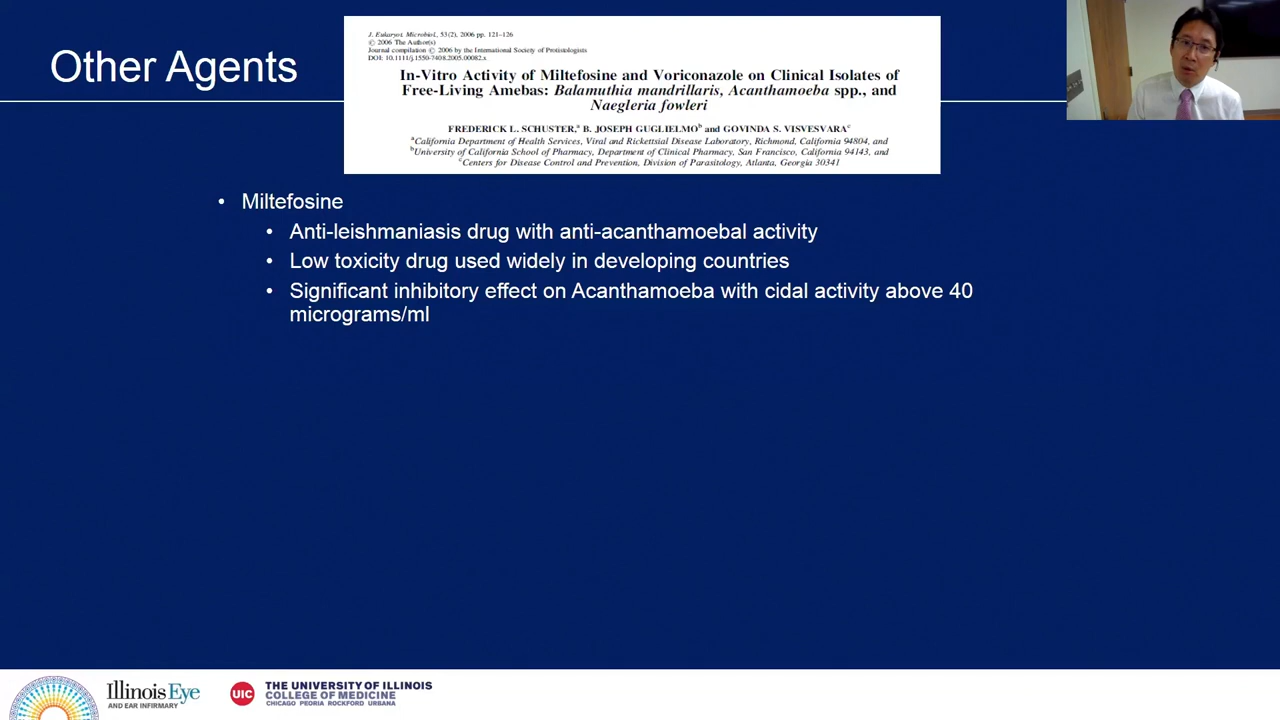 Other Agents
J. Eukaryot. Microbiol., 53(2), 2006 pp. 121–126
© 2006 The Author(s)
Journal compilation © 2006 by the International Society of Protistologists
DOI: 10.1111/j.1550-7408.2005.00082.x
In-Vitro Activity of Miltefosine and Voriconazole on Clinical Isolates of
Free-Living Amebas: Balamuthia mandrillaris, Acanthamoeba spp., and
Naegleria fowleri
FREDERICK L. SCHUSTER,a B. JOSEPH GUGLIELMOb and GOVINDA S. VISVESVARAc
aCalifornia Department of Health Services, Viral and Rickettsial Disease Laboratory, Richmond, California 94804, and
bUniversity of California School of Pharmacy, Department of Clinical Pharmacy, San Francisco, California 94143, and
cCenters for Disease Control and Prevention, Division of Parasitology, Atlanta, Georgia 30341
• Miltefosine
• Anti-leishmaniasis drug with anti-acanthamoebal activity
• Low toxicity drug used widely in developing countries
• Significant inhibitory effect on Acanthamoeba with cidal activity above 40
micrograms/ml
Illinois Eye
AND EAR INFIRMARY
UIC
THE UNIVERSITY OF ILLINOIS
COLLEGE OF MEDICINE
CHICAGO PEORIA ROCKFORD URBANA